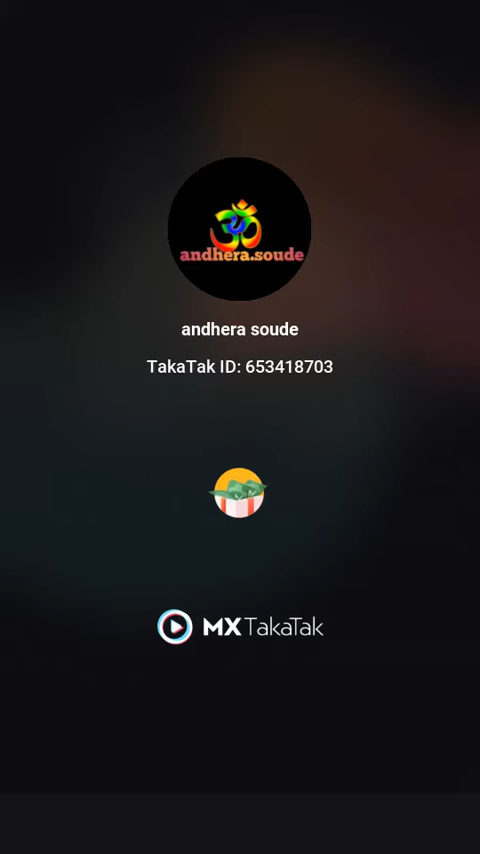 ॐ
andhera.soude
andhera soude
TakaTak ID: 653418703
MX TakaTak